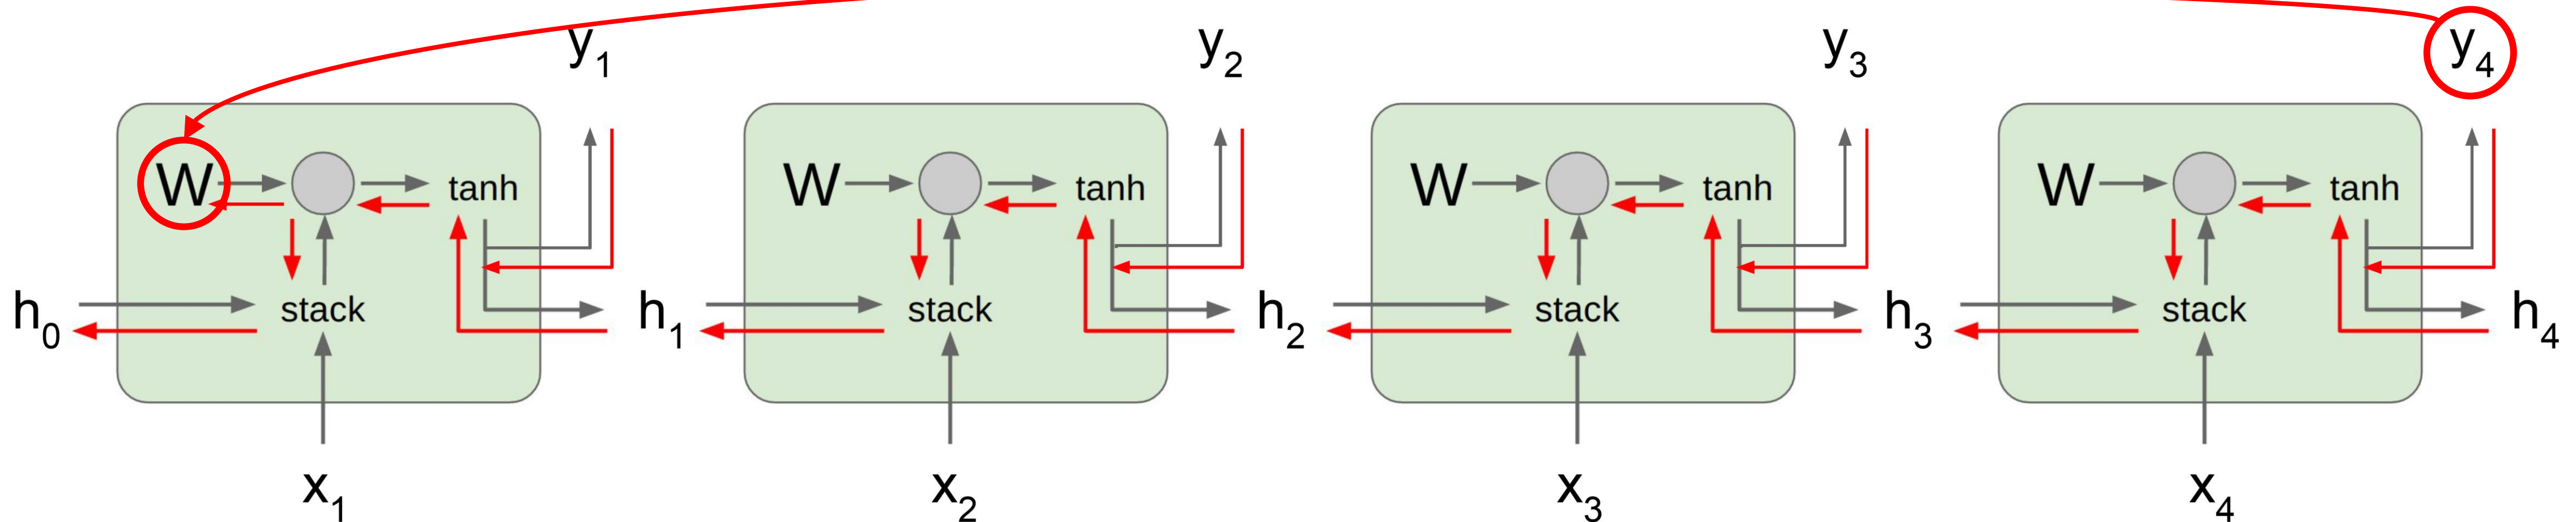 y1 y2 y3 y4
W tanh W tanh W tanh W tanh
h0 stack h1 stack h2 stack h3 stack h4
x1 x2 x3 x4